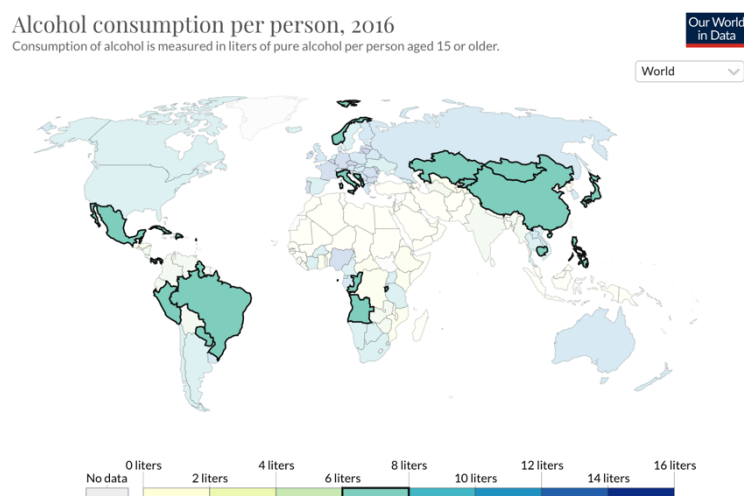 Alcohol consumption per person, 2016
Consumption of alcohol is measured in liters of pure alcohol per person aged 15 or older.
Our World
in Data
World
No data
0 liters
2 liters
4 liters
6 liters
8 liters
10 liters
12 liters
14 liters
16 liters